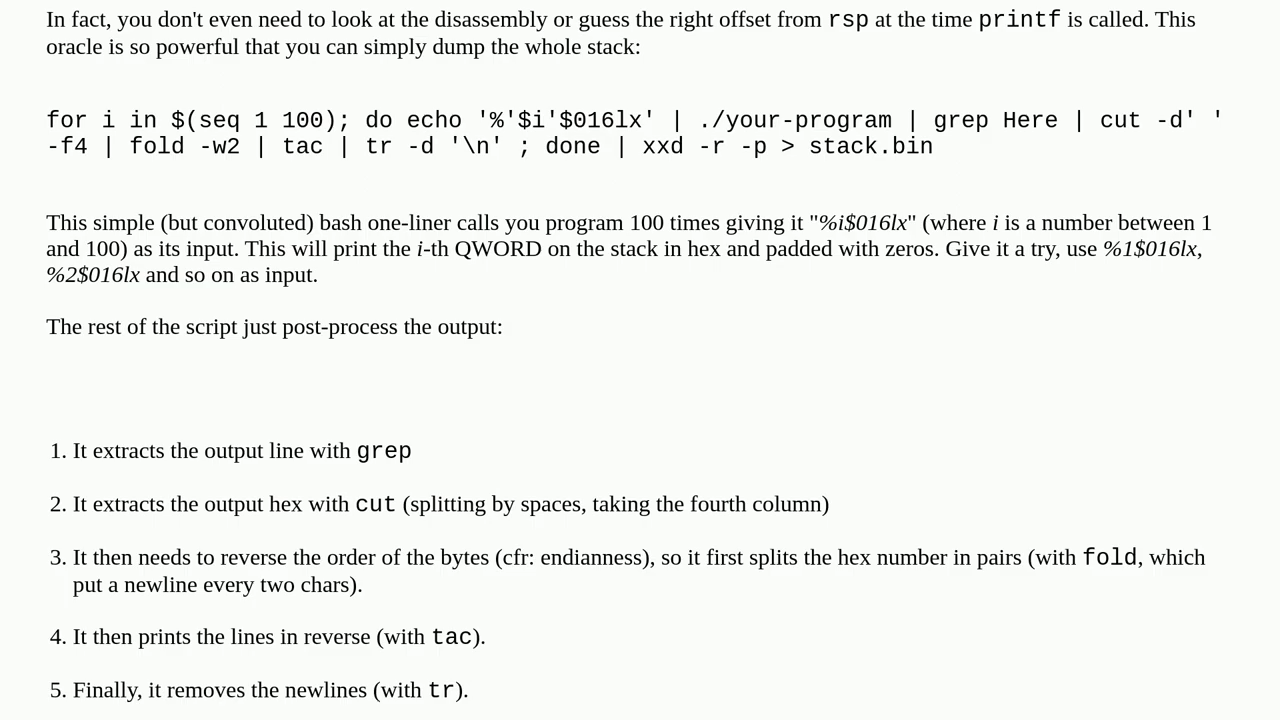 In fact, you don't even need to look at the disassembly or guess the right offset from rsp at the time printf is called. This
oracle is so powerful that you can simply dump the whole stack:
for i in $(seq 1 100); do echo '%'$i'$016lx' | ./your-program | grep Here | cut -d' '
-f4 | fold -w2 | tac | tr -d '\n' ; done | xxd -r -p > stack.bin
This simple (but convoluted) bash one-liner calls you program 100 times giving it "%i$016lx" (where i is a number between 1
and 100) as its input. This will print the i-th QWORD on the stack in hex and padded with zeros. Give it a try, use %1$016lx,
%2$016lx and so on as input.
The rest of the script just post-process the output:
1. It extracts the output line with grep
2. It extracts the output hex with cut (splitting by spaces, taking the fourth column)
3. It then needs to reverse the order of the bytes (cfr: endianness), so it first splits the hex number in pairs (with fold, which
put a newline every two chars).
4. It then prints the lines in reverse (with tac).
5. Finally, it removes the newlines (with tr).